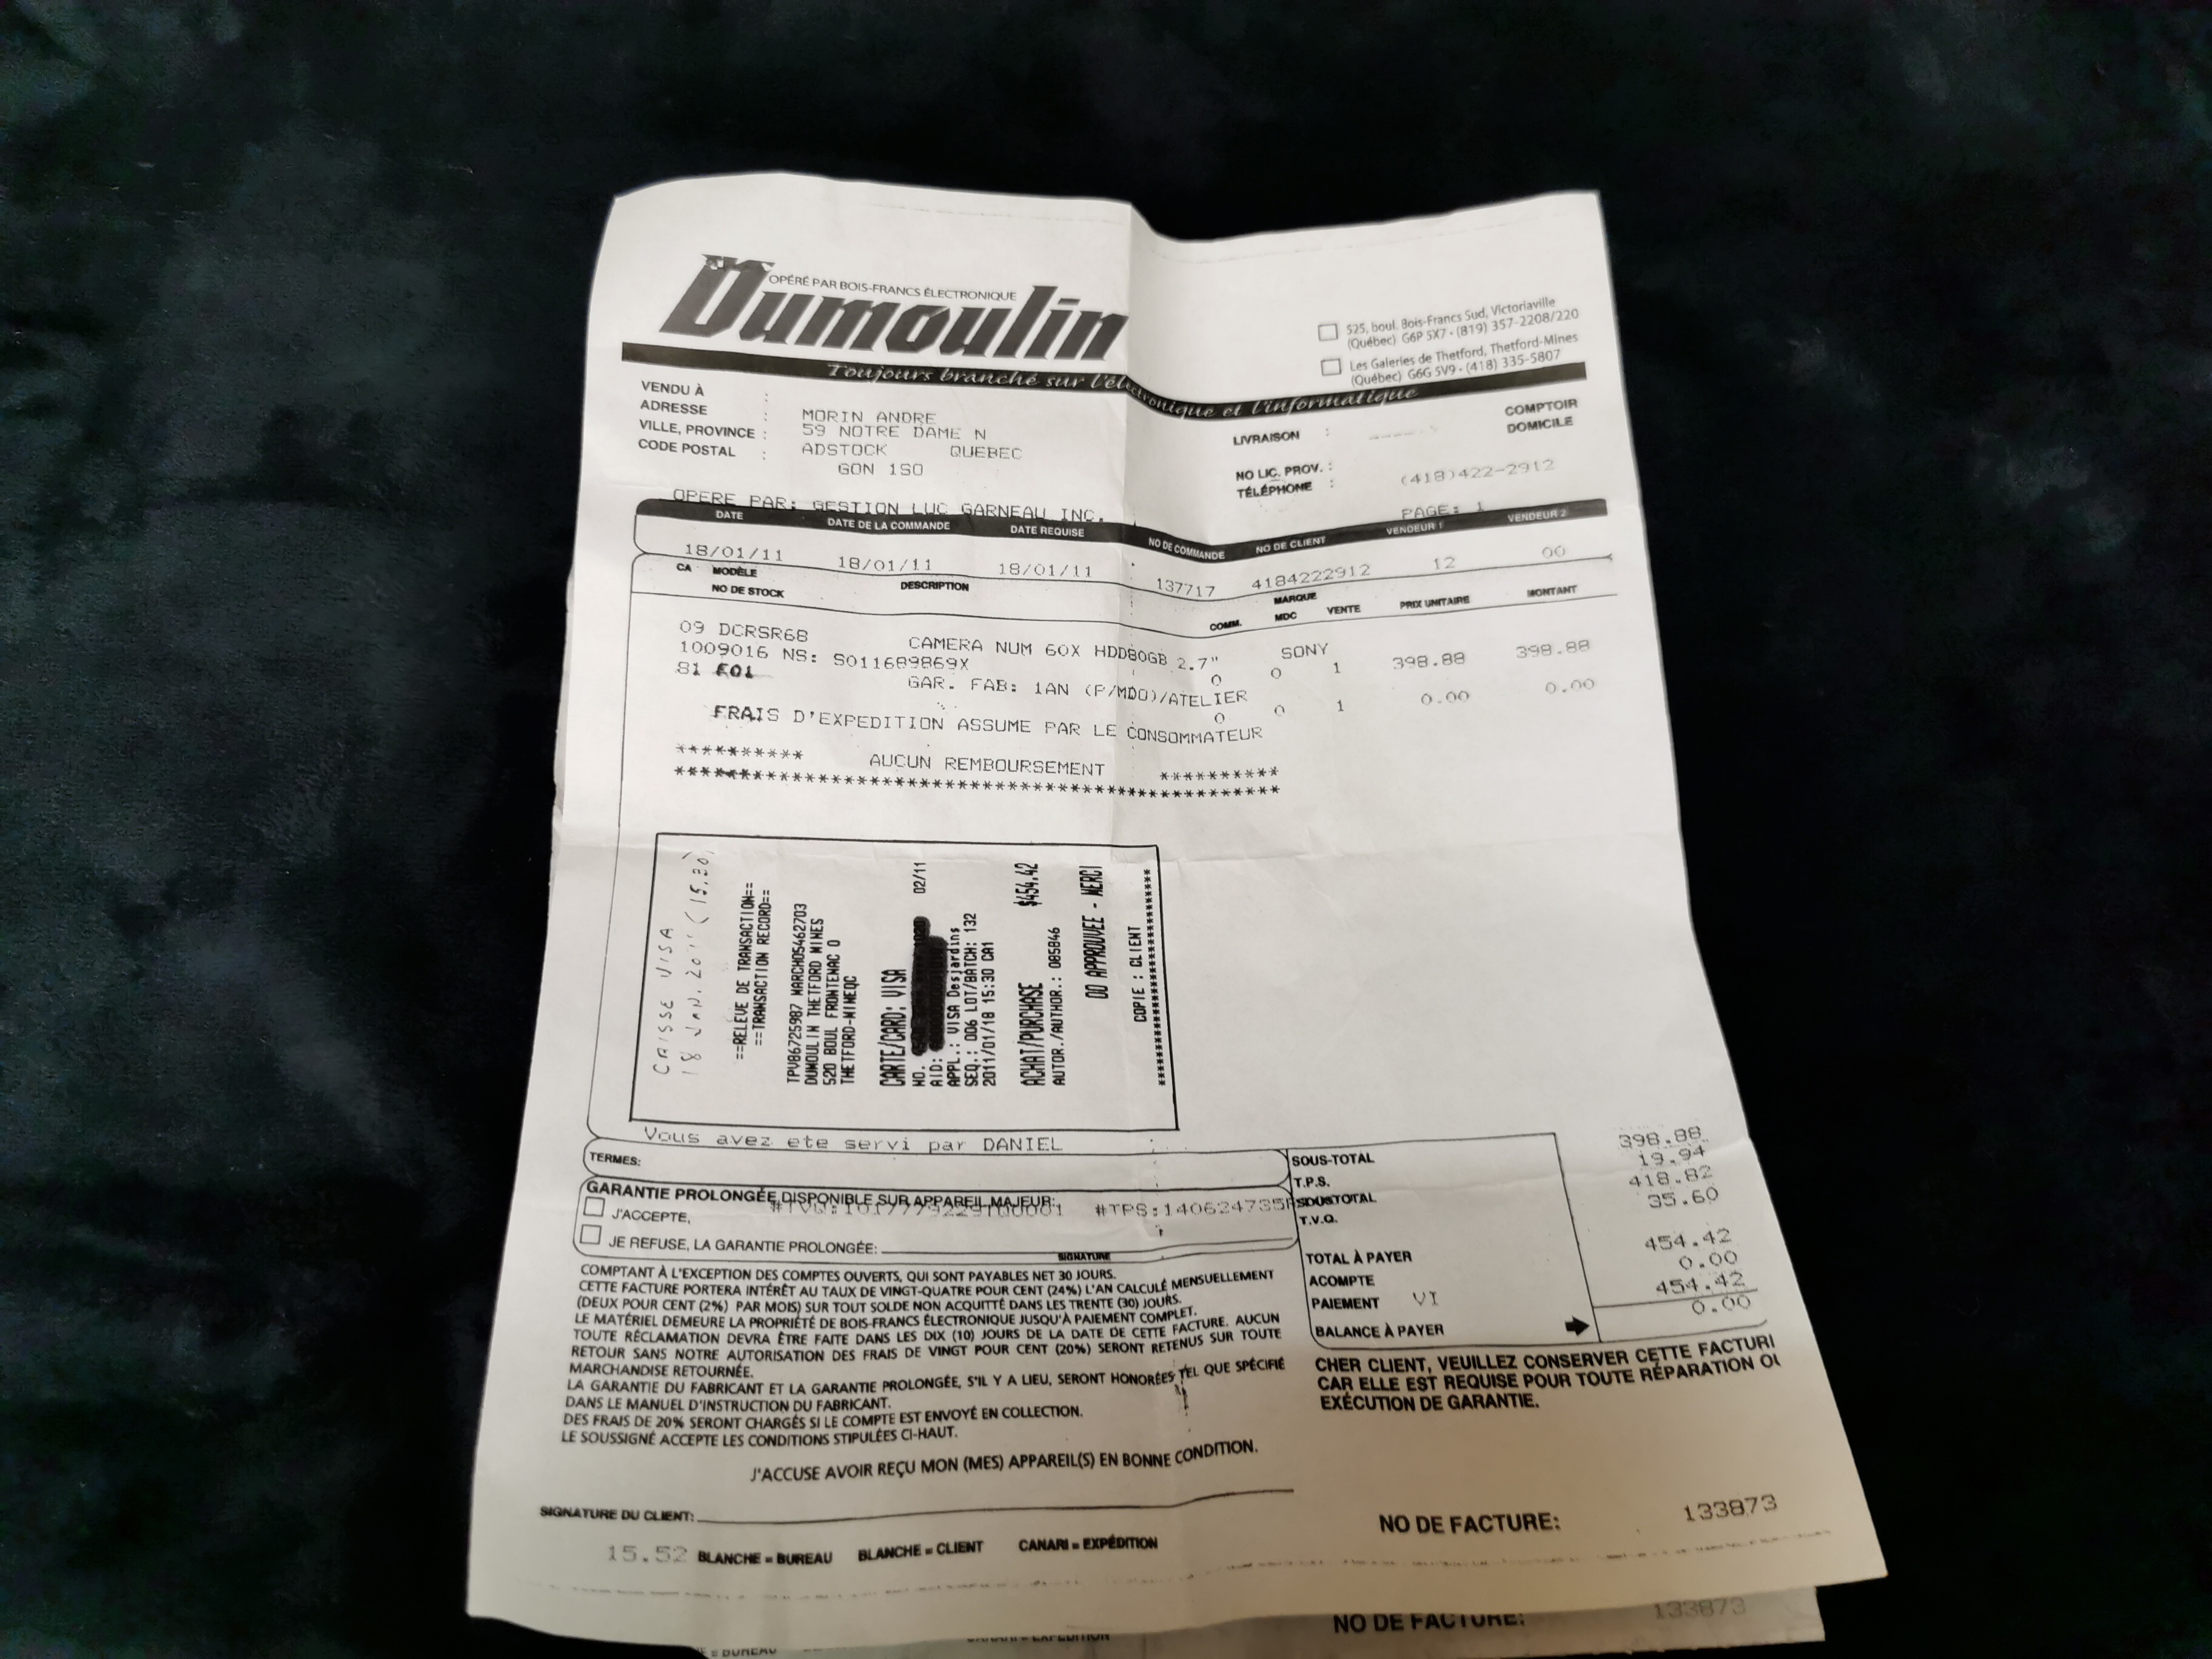 OPÉRÉ PAR BOIS-FRANCS ÉLECTRONIQUE
Dumoulin
Toujours branché sur l'électronique et l'informatique
525, boul. Bois-Francs Sud, Victoriaville
(Québec) G6P 5X7 - (819) 357-2208/220
Les Galeries de Thetford, Thetford-Mines
(Québec) G6G 5V9 - (418) 335-5807
VENDU À :
ADRESSE : MORIN ANDRE
VILLE, PROVINCE : 59 NOTRE DAME N
CODE POSTAL : ADSTOCK QUEBEC
GON 1SO
LIVRAISON : COMPTOIR
DOMICILE
NO LIC. PROV. :
TÉLÉPHONE : (418)422-2912
OPERE PAR: GESTION LUC GARNEAU INC.
PAGE: 1
DATE DATE DE LA COMMANDE DATE REQUISE NO DE COMMANDE NO DE CLIENT VENDEUR 1 VENDEUR 2
18/01/11 18/01/11 18/01/11 137717 4184222912 12 00
CA MODÈLE DESCRIPTION MARQUE
NO DE STOCK COMM. MDC VENTE PRIX UNITAIRE MONTANT
09 DCRSR68 CAMERA NUM 60X HDD80GB 2.7" SONY
1009016 NS: S011689869X 0 0 1 398.88 398.88
81 GAR. FAB: 1AN (P/MDO)/ATELIER
0 0 1 0.00 0.00
FRAIS D'EXPEDITION ASSUME PAR LE CONSOMMATEUR
********** AUCUN REMBOURSEMENT **********
CAISSE VISA
18 JAN. 2011 (15.30)
==RELEVE DE TRANSACTION==
==TRANSACTION RECORD==
TPV86725987 MARCH05462703
DUMOULIN THETFORD MINES
520 BOUL FRONTENAC O
THETFORD-MINEQC
CARTE/CARD: VISA
NO. 02/11
AID:
APPL.: VISA Desjardins
SEQ.: 006 LOT/BATCH: 132
2011/01/18 15:30 CA1
ACHAT/PURCHASE $454.42
AUTOR./AUTHOR.: 085846
00 APPROUVEE - MERCI
COPIE : CLIENT
Vous avez ete servi par DANIEL
TERMES:
GARANTIE PROLONGÉE DISPONIBLE SUR APPAREIL MAJEUR:
#TPS:140624735
J'ACCEPTE,
JE REFUSE, LA GARANTIE PROLONGÉE:
SIGNATURE
SOUS-TOTAL 398.88
T.P.S. 19.94
SOUS-TOTAL 418.82
T.V.Q. 35.60
TOTAL À PAYER 454.42
ACOMPTE 0.00
PAIEMENT VI 454.42
BALANCE À PAYER 0.00
COMPTANT À L'EXCEPTION DES COMPTES OUVERTS, QUI SONT PAYABLES NET 30 JOURS.
CETTE FACTURE PORTERA INTÉRÊT AU TAUX DE VINGT-QUATRE POUR CENT (24%) L'AN CALCULÉ MENSUELLEMENT
(DEUX POUR CENT (2%) PAR MOIS) SUR TOUT SOLDE NON ACQUITTÉ DANS LES TRENTE (30) JOURS.
LE MATÉRIEL DEMEURE LA PROPRIÉTÉ DE BOIS-FRANCS ÉLECTRONIQUE JUSQU'À PAIEMENT COMPLET.
TOUTE RÉCLAMATION DEVRA ÊTRE FAITE DANS LES DIX (10) JOURS DE LA DATE DE CETTE FACTURE. AUCUN
RETOUR SANS NOTRE AUTORISATION DES FRAIS DE VINGT POUR CENT (20%) SERONT RETENUS SUR TOUTE
MARCHANDISE RETOURNÉE.
LA GARANTIE DU FABRICANT ET LA GARANTIE PROLONGÉE, S'IL Y A LIEU, SERONT HONORÉES TEL QUE SPÉCIFIÉ
DANS LE MANUEL D'INSTRUCTION DU FABRICANT.
DES FRAIS DE 20% SERONT CHARGÉS SI LE COMPTE EST ENVOYÉ EN COLLECTION.
LE SOUSSIGNÉ ACCEPTE LES CONDITIONS STIPULÉES CI-HAUT.
J'ACCUSE AVOIR REÇU MON (MES) APPAREIL(S) EN BONNE CONDITION.
CHER CLIENT, VEUILLEZ CONSERVER CETTE FACTURE
CAR ELLE EST REQUISE POUR TOUTE RÉPARATION OU
EXÉCUTION DE GARANTIE.
SIGNATURE DU CLIENT:
15.52 BLANCHE = BUREAU BLANCHE = CLIENT CANARI = EXPÉDITION
NO DE FACTURE: 133873
NO DE FACTURE: 133873
= BUREAU